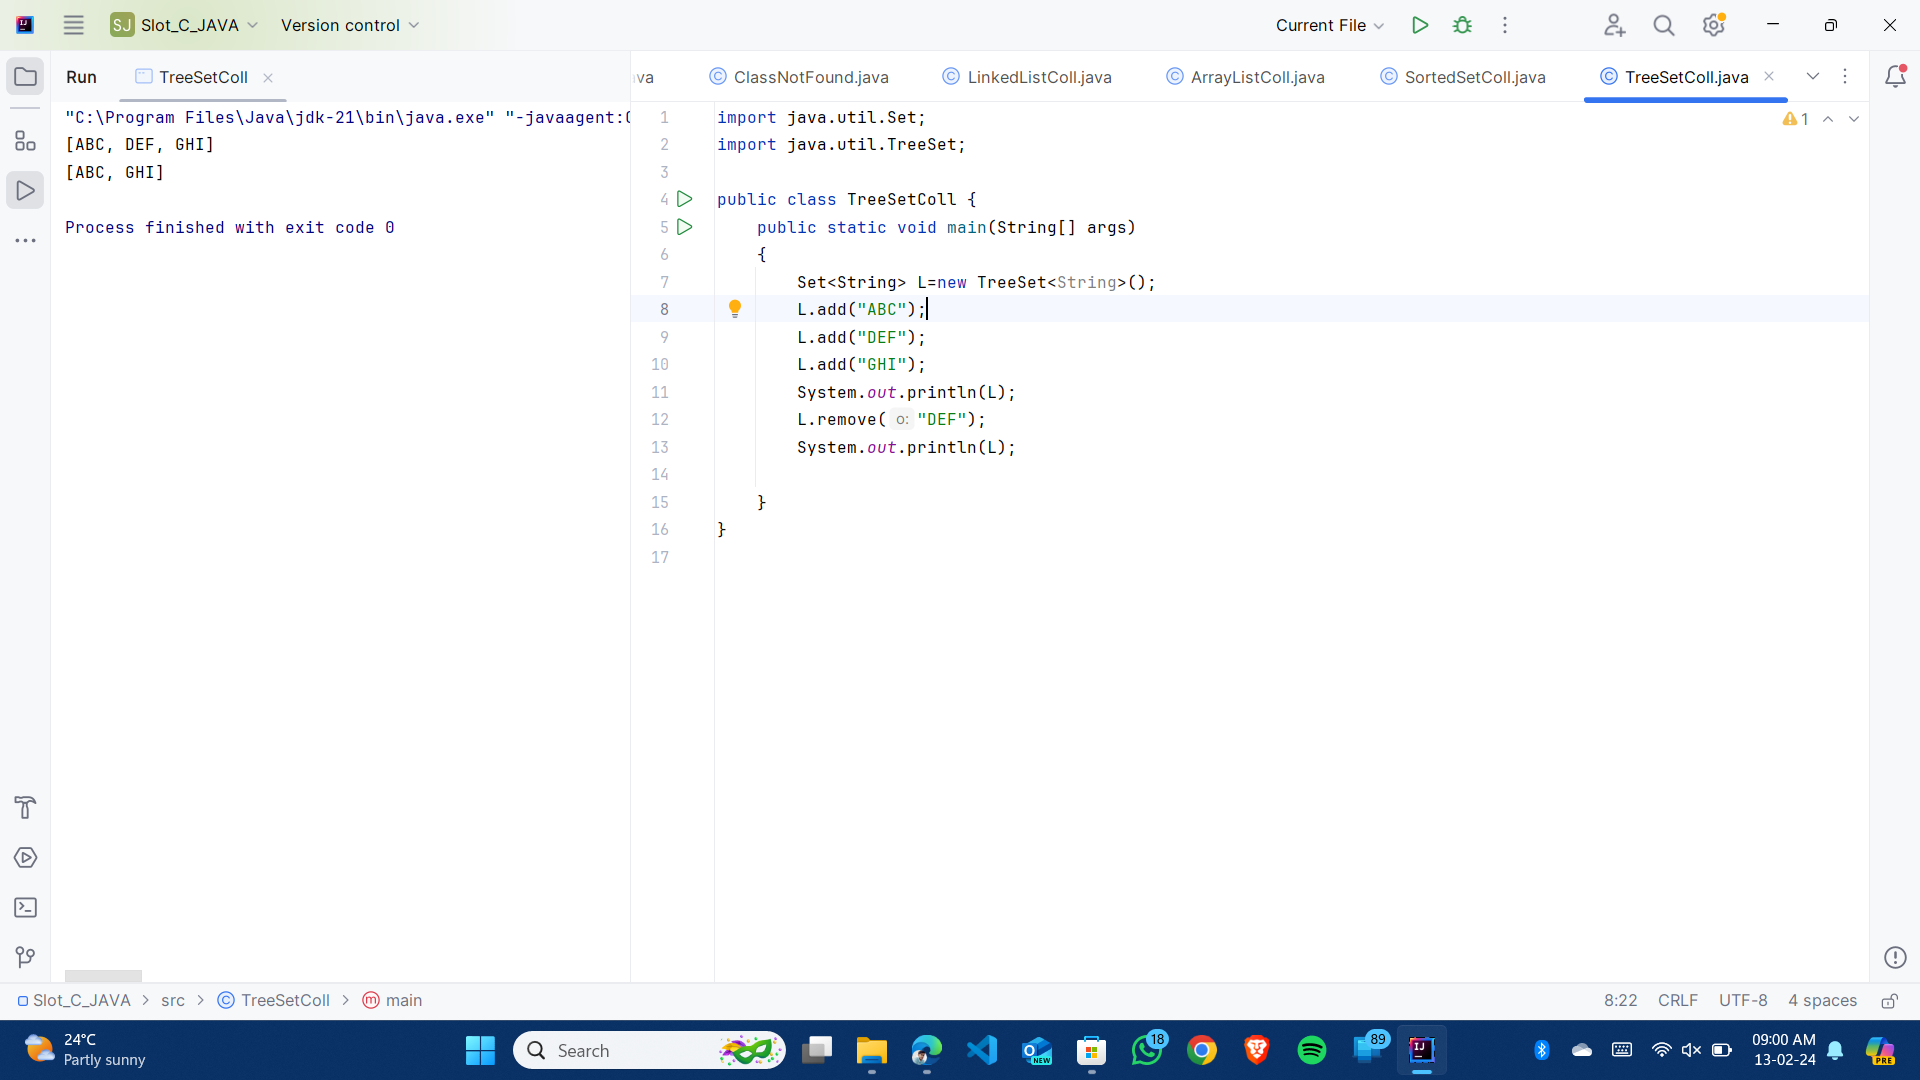 SJ Slot_C_JAVA Version control Current File
Run TreeSetColl
va ClassNotFound.java LinkedListColl.java ArrayListColl.java SortedSetColl.java TreeSetColl.java
"C:\Program Files\Java\jdk-21\bin\java.exe" "-javaagent:
[ABC, DEF, GHI]
[ABC, GHI]
Process finished with exit code 0
1 import java.util.Set;
2 import java.util.TreeSet;
3
4 public class TreeSetColl {
5 public static void main(String[] args)
6 {
7 Set<String> L=new TreeSet<String>();
8 L.add("ABC");
9 L.add("DEF");
10 L.add("GHI");
11 System.out.println(L);
12 L.remove( o: "DEF");
13 System.out.println(L);
14
15 }
16 }
17
1
Slot_C_JAVA > src > TreeSetColl > main
8:22 CRLF UTF-8 4 spaces
24°C
Partly sunny
Search
NEW
18
89
PRE
09:00 AM
13-02-24